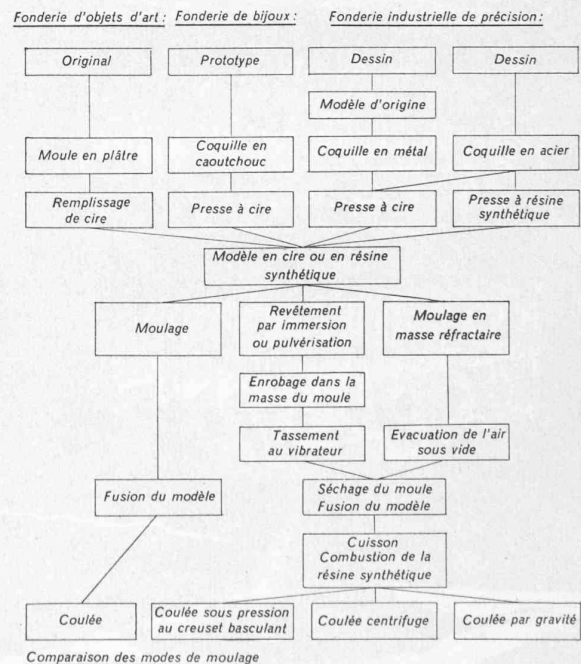 Fonderie d'objets d'art :
Fonderie de bijoux :
Fonderie industrielle de précision :
Original
Prototype
Dessin
Dessin
Modèle d'origine
Moule en plâtre
Coquille en
caoutchouc
Coquille en métal
Coquille en acier
Remplissage
de cire
Presse à cire
Presse à cire
Presse à résine
synthétique
Modèle en cire ou en résine
synthétique
Moulage
Revêtement
par immersion
ou pulvérisation
Moulage en
masse réfractaire
Enrobage dans la
masse du moule
Tassement
au vibrateur
Evacuation de l'air
sous vide
Fusion du modèle
Séchage du moule
Fusion du modèle
Cuisson
Combustion de la
résine synthétique
Coulée
Coulée sous pression
au creuset basculant
Coulée centrifuge
Coulée par gravité
Comparaison des modes de moulage